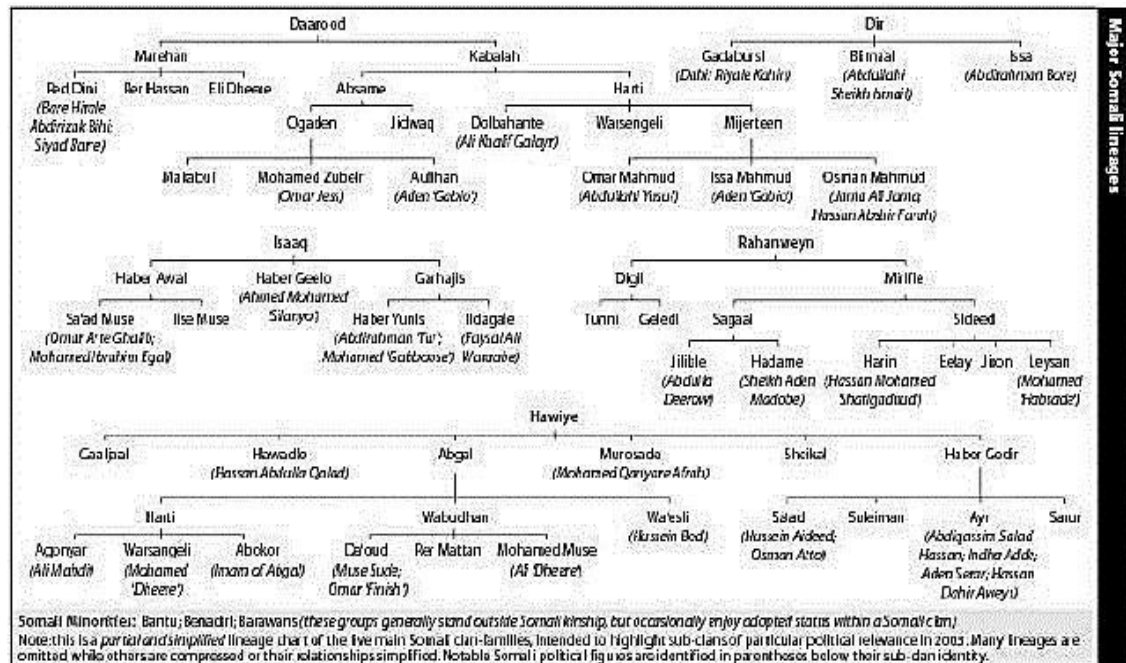 Major Somali lineages
Daarood Dir
Marehan Kabalah Gadabursi Biimaal Issa
(Dahir Riyale Kahin) (Abdullahi (Abdirahman Bore)
Sheikh Ismail)
Red Dini Rer Hassan Eli Dheere Absame Harti
(Barre Hirale
Abdirizak Bihi;
Siyad Barre)
Ogaden Jidwaq Dolbahante Warsengeli Mijerteen
(Ali Khalif Galayr)
Makabul Mohamed Zubeir Aulihan Omar Mahmud Issa Mahmud Osman Mahmud
(Omar Jess) (Aden 'Gabio') (Abdullahi Yusuf) (Aden 'Gabio') (Jama Ali Jama;
Hassan Abshir Farah)
Isaaq Rahanweyn
Haber Awal Haber Geelo Garhajis Digil Mirifle
(Ahmed Mohamed
'Silanyo')
Sa'ad Muse Ilse Muse Haber Yunis Iidagale Tunni Geledi Sagaal Sideed
(Omar Arte Ghalib; (Abdirahman 'Tur'; (Faysal Ali
Mohamed Ibrahim Egal) Mohamed 'Gabboose') Waraabe)
Jilible Hadame Harin Eelay Jiron Leysan
(Abdulla (Sheikh Aden (Hassan Mohamed (Mohamed
Deerow) Madobe) Shatigaduud) 'Habsade')
Hawiye
Gaaljaal Hawadle Abgal Murosade Sheikal Haber Gedir
(Hassan Abdulla Qalad) (Mohamed Qanyare Afrah)
Harti Wabudhan Wa'esli Sa'ad Suleiman Ayr Sarur
(Hussein Bod) (Hussein Aideed; (Abdiqassim Salad
Osman Atto) Hassan; Indha Adde;
Aden Serar; Hassan
Dahir Aweys)
Agonyar Warsangeli Abokor Da'oud Rer Mattan Mohamed Muse
(Ali Mahdi) (Mohamed (Imam of Abgal) (Muse Sude; (Ali 'Dheere')
'Dheere') Omar 'Finish')
Somali Minorities: Bantu; Benadiri; Barawans (these groups generally stand outside Somali kinship, but occasionally enjoy adopted status within a Somali clan)
Note: this is a partial and simplified lineage chart of the five main Somali clan-families, intended to highlight sub-clans of particular political relevance in 2003. Many lineages are
omitted while others are compressed or their relationships simplified. Notable Somali political figures are identified in parentheses below their sub-clan identity.